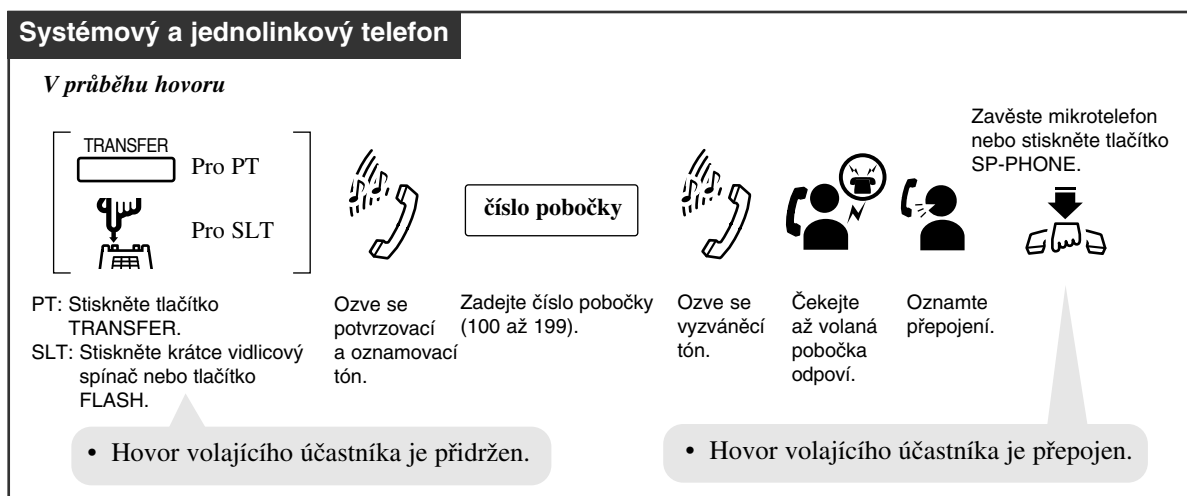 Systémový a jednolinkový telefon
V průběhu hovoru
TRANSFER
Pro PT
Pro SLT
číslo pobočky
Zavěste mikrotelefon
nebo stiskněte tlačítko
SP-PHONE.
PT: Stiskněte tlačítko
TRANSFER.
SLT: Stiskněte krátce vidlicový
spínač nebo tlačítko
FLASH.
Ozve se
potvrzovací
a oznamovací
tón.
Zadejte číslo pobočky
(100 až 199).
Ozve se
vyzváněcí
tón.
Čekejte
až volaná
pobočka
odpoví.
Oznamte
přepojení.
• Hovor volajícího účastníka je přidržen.
• Hovor volajícího účastníka je přepojen.